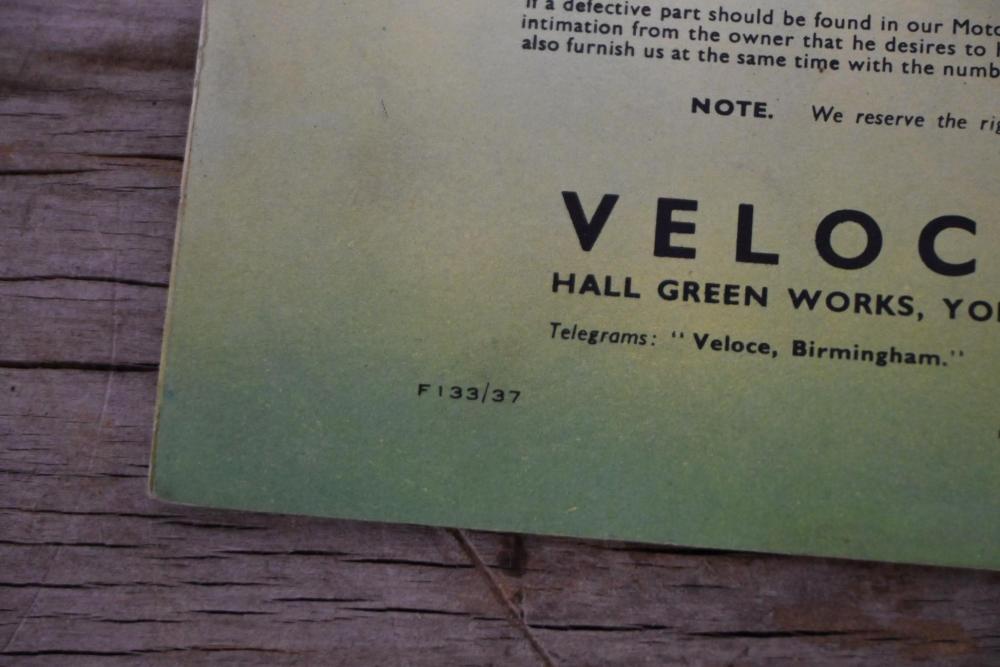 If a defective part should be found in our Moto
intimation from the owner that he desires to
also furnish us at the same time with the numb
NOTE. We reserve the rig
VELOC
HALL GREEN WORKS, YO
Telegrams: "Veloce, Birmingham."
F133/37